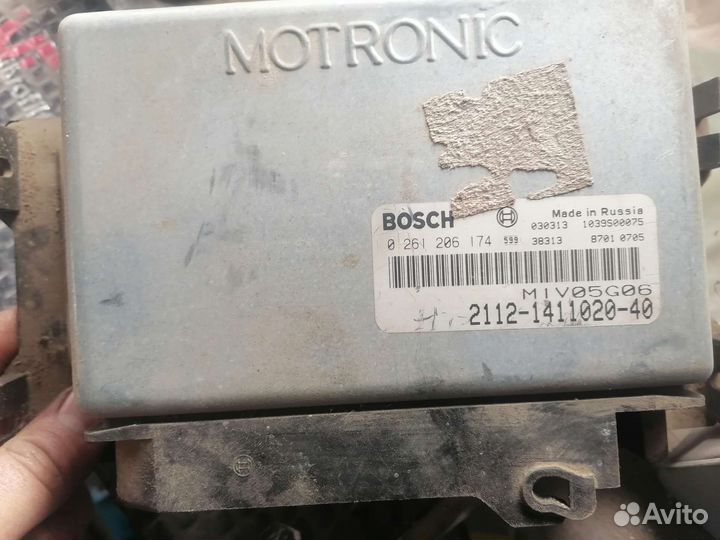 MOTRONIC
BOSCH Made in Russia
030313 1039S00075
0 261 206 174 599 38313 8701 0705
M1V05G06
2112-1411020-40
Avito